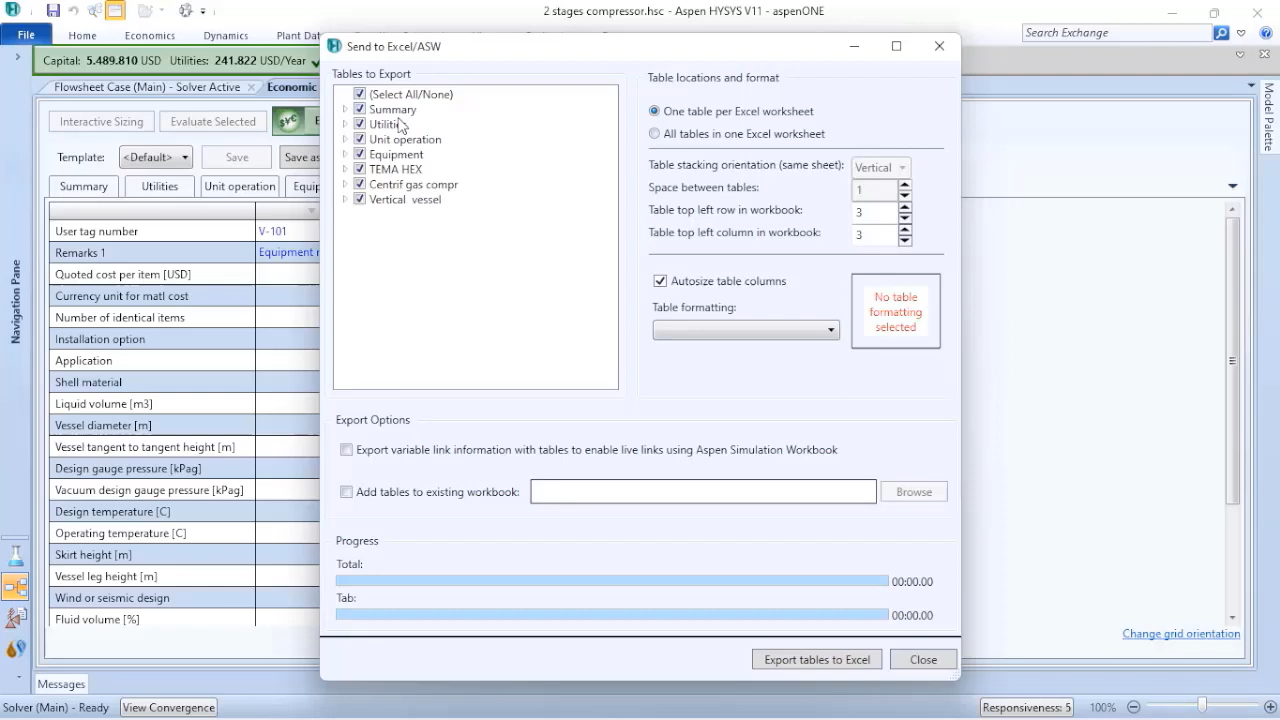 2 stages compressor.hsc - Aspen HYSYS V11 - aspenONE
File
Home
Economics
Dynamics
Plant Data
Search Exchange
Capital: 5.489.810 USD Utilities: 241.822 USD/Year
Flowsheet Case (Main) - Solver Active
Economic
Interactive Sizing
Evaluate Selected
Template:
<Default>
Save
Save as
Summary
Utilities
Unit operation
User tag number
V-101
Remarks 1
Quoted cost per item [USD]
Currency unit for matl cost
Number of identical items
Installation option
Application
Shell material
Liquid volume [m3]
Vessel diameter [m]
Vessel tangent to tangent height [m]
Design gauge pressure [kPag]
Vacuum design gauge pressure [kPag]
Design temperature [C]
Operating temperature [C]
Skirt height [m]
Vessel leg height [m]
Wind or seismic design
Fluid volume [%]
Navigation Pane
Model Palette
Change grid orientation
Send to Excel/ASW
Tables to Export
(Select All/None)
Summary
Unit operation
Equipment
TEMA HEX
Centrif gas compr
Vertical vessel
Table locations and format
One table per Excel worksheet
All tables in one Excel worksheet
Table stacking orientation (same sheet):
Vertical
Space between tables:
1
Table top left row in workbook:
3
Table top left column in workbook:
3
Autosize table columns
Table formatting:
No table
formatting
selected
Export Options
Export variable link information with tables to enable live links using Aspen Simulation Workbook
Add tables to existing workbook:
Browse
Progress
Total:
00:00.00
Tab:
00:00.00
Export tables to Excel
Close
Messages
Solver (Main) - Ready
View Convergence
Responsiveness: 5
100%